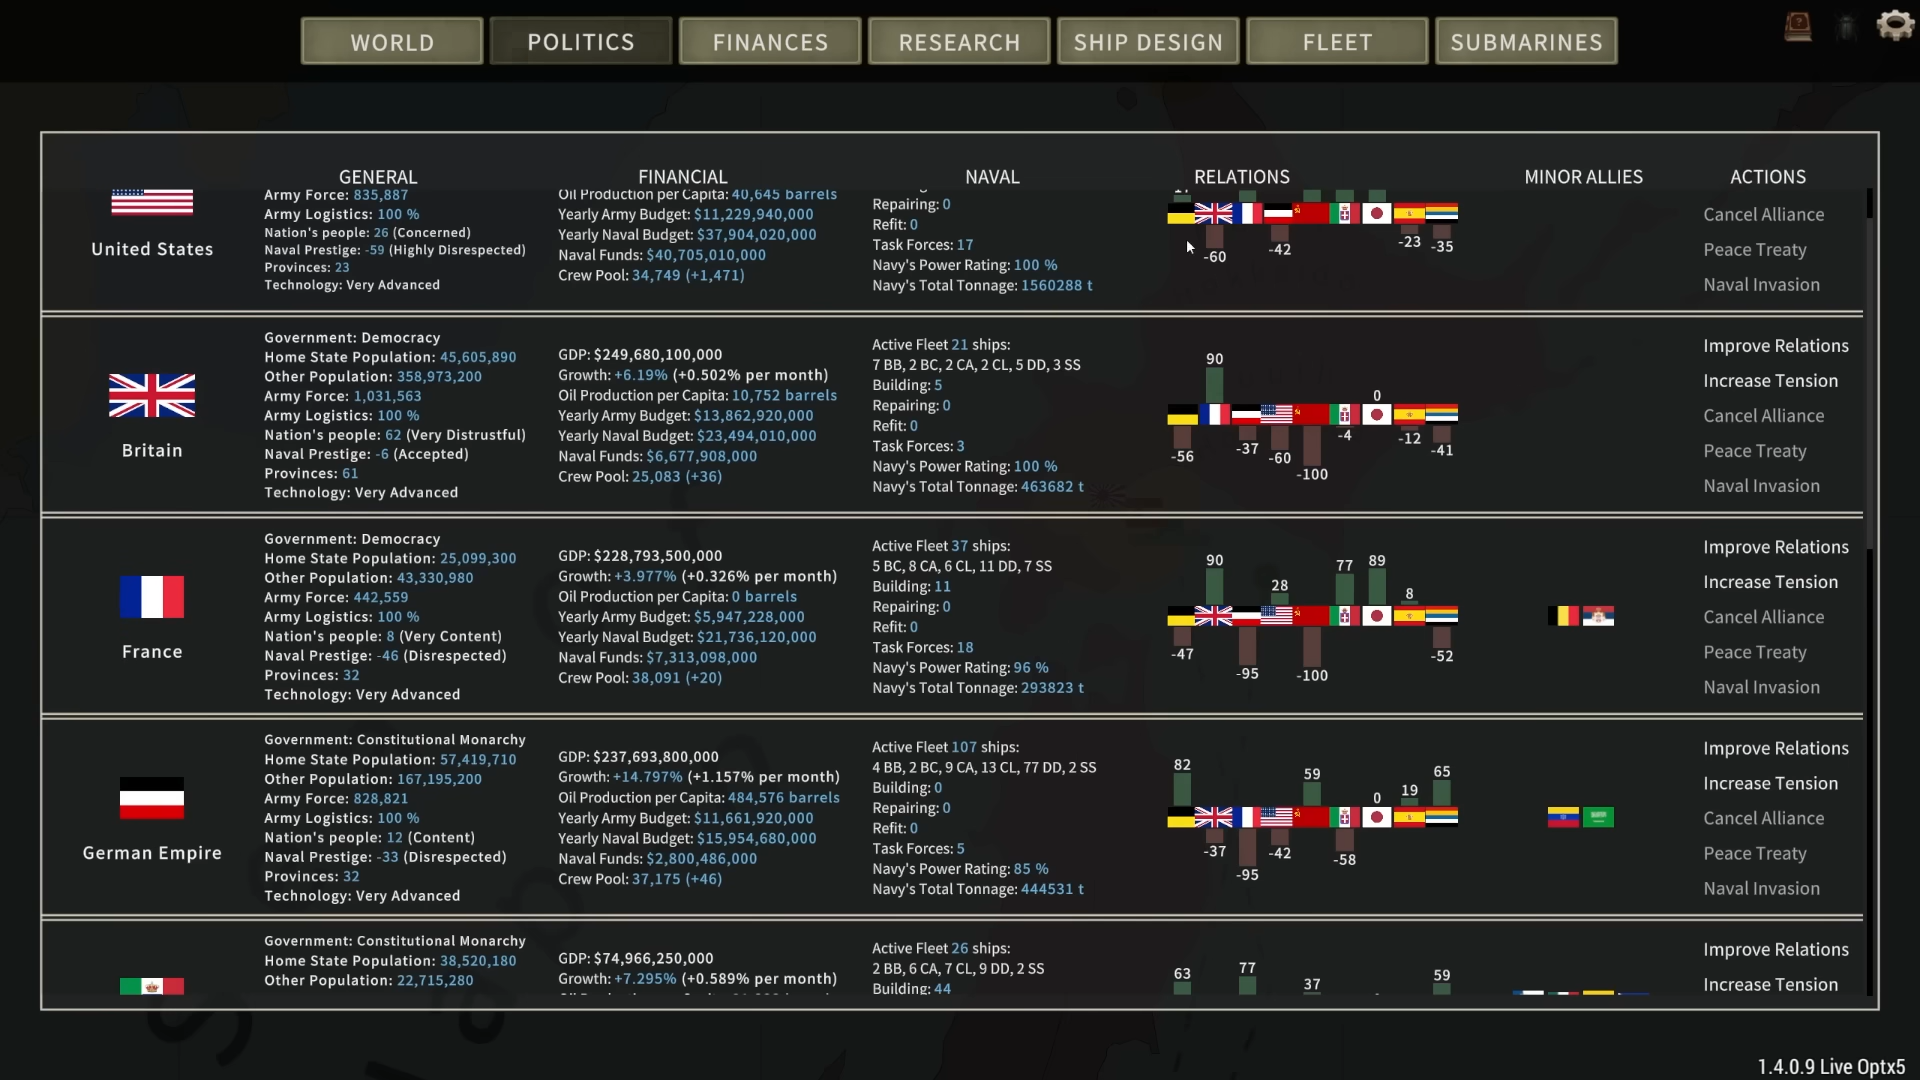 WORLD
POLITICS
FINANCES
RESEARCH
SHIP DESIGN
FLEET
SUBMARINES
GENERAL
FINANCIAL
NAVAL
RELATIONS
MINOR ALLIES
ACTIONS
United States
Army Force: 835,887
Army Logistics: 100 %
Nation's people: 26 (Concerned)
Naval Prestige: -59 (Highly Disrespected)
Provinces: 23
Technology: Very Advanced
Oil Production per Capita: 40,645 barrels
Yearly Army Budget: $11,229,940,000
Yearly Naval Budget: $37,904,020,000
Naval Funds: $40,705,010,000
Crew Pool: 34,749 (+1,471)
Repairing: 0
Refit: 0
Task Forces: 17
Navy's Power Rating: 100 %
Navy's Total Tonnage: 1560288 t
-60
-42
-23
-35
Cancel Alliance
Peace Treaty
Naval Invasion
Britain
Government: Democracy
Home State Population: 45,605,890
Other Population: 358,973,200
Army Force: 1,031,563
Army Logistics: 100 %
Nation's people: 62 (Very Distrustful)
Naval Prestige: -6 (Accepted)
Provinces: 61
Technology: Very Advanced
GDP: $249,680,100,000
Growth: +6.19% (+0.502% per month)
Oil Production per Capita: 10,752 barrels
Yearly Army Budget: $13,862,920,000
Yearly Naval Budget: $23,494,010,000
Naval Funds: $6,677,908,000
Crew Pool: 25,083 (+36)
Active Fleet 21 ships:
7 BB, 2 BC, 2 CA, 2 CL, 5 DD, 3 SS
Building: 5
Repairing: 0
Refit: 0
Task Forces: 3
Navy's Power Rating: 100 %
Navy's Total Tonnage: 463682 t
90
0
-56
-37
-60
-100
-4
-12
-41
Improve Relations
Increase Tension
Cancel Alliance
Peace Treaty
Naval Invasion
France
Government: Democracy
Home State Population: 25,099,300
Other Population: 43,330,980
Army Force: 442,559
Army Logistics: 100 %
Nation's people: 8 (Very Content)
Naval Prestige: -46 (Disrespected)
Provinces: 32
Technology: Very Advanced
GDP: $228,793,500,000
Growth: +3.977% (+0.326% per month)
Oil Production per Capita: 0 barrels
Yearly Army Budget: $5,947,228,000
Yearly Naval Budget: $21,736,120,000
Naval Funds: $7,313,098,000
Crew Pool: 38,091 (+20)
Active Fleet 37 ships:
5 BC, 8 CA, 6 CL, 11 DD, 7 SS
Building: 11
Repairing: 0
Refit: 0
Task Forces: 18
Navy's Power Rating: 96 %
Navy's Total Tonnage: 293823 t
90
28
77
89
8
-47
-95
-100
-52
Improve Relations
Increase Tension
Cancel Alliance
Peace Treaty
Naval Invasion
German Empire
Government: Constitutional Monarchy
Home State Population: 57,419,710
Other Population: 167,195,200
Army Force: 828,821
Army Logistics: 100 %
Nation's people: 12 (Content)
Naval Prestige: -33 (Disrespected)
Provinces: 32
Technology: Very Advanced
GDP: $237,693,800,000
Growth: +14.797% (+1.157% per month)
Oil Production per Capita: 484,576 barrels
Yearly Army Budget: $11,661,920,000
Yearly Naval Budget: $15,954,680,000
Naval Funds: $2,800,486,000
Crew Pool: 37,175 (+46)
Active Fleet 107 ships:
4 BB, 2 BC, 9 CA, 13 CL, 77 DD, 2 SS
Building: 0
Repairing: 0
Refit: 0
Task Forces: 5
Navy's Power Rating: 85 %
Navy's Total Tonnage: 444531 t
82
59
0
19
65
-37
-95
-42
-58
Improve Relations
Increase Tension
Cancel Alliance
Peace Treaty
Naval Invasion
Government: Constitutional Monarchy
Home State Population: 38,520,180
Other Population: 22,715,280
GDP: $74,966,250,000
Growth: +7.295% (+0.589% per month)
Active Fleet 26 ships:
2 BB, 6 CA, 7 CL, 9 DD, 2 SS
Building: 44
63
77
37
59
Improve Relations
Increase Tension
1.4.0.9 Live Optx5